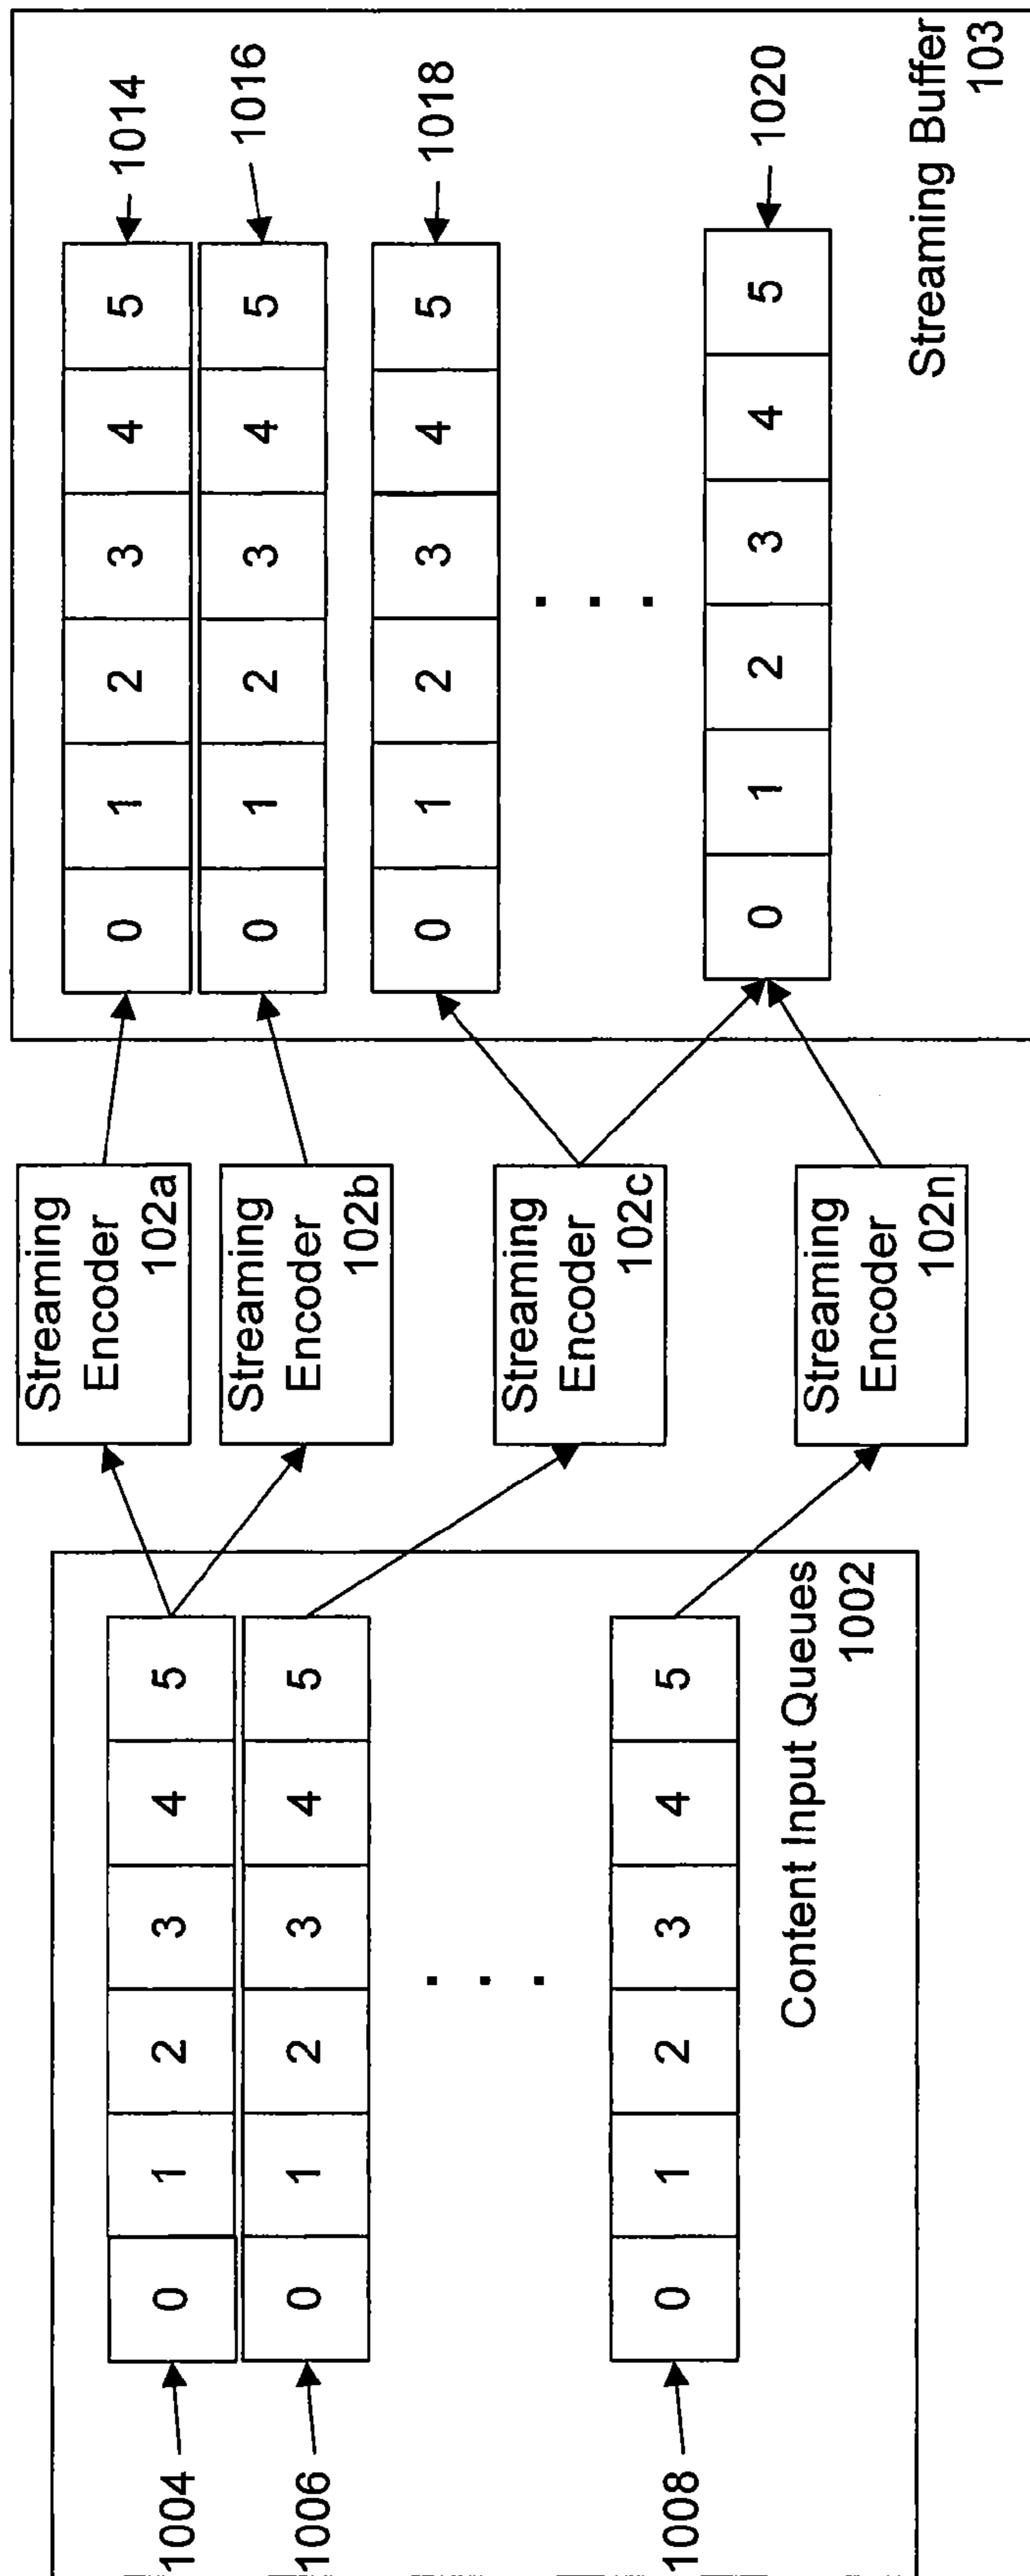 1004
0 1 2 3 4 5
1006
0 1 2 3 4 5
. . .
1008
0 1 2 3 4 5
Content Input Queues
1002
Streaming
Encoder
102a
Streaming
Encoder
102b
Streaming
Encoder
102c
Streaming
Encoder
102n
0 1 2 3 4 5
1014
0 1 2 3 4 5
1016
0 1 2 3 4 5
1018
. . .
0 1 2 3 4 5
1020
Streaming Buffer
103